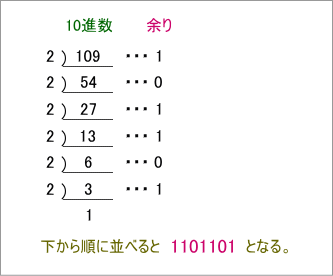 10進数 余り
2 ) 109 ・・・ 1
2 ) 54 ・・・ 0
2 ) 27 ・・・ 1
2 ) 13 ・・・ 1
2 ) 6 ・・・ 0
2 ) 3 ・・・ 1
1
下から順に並べると 1101101 となる。